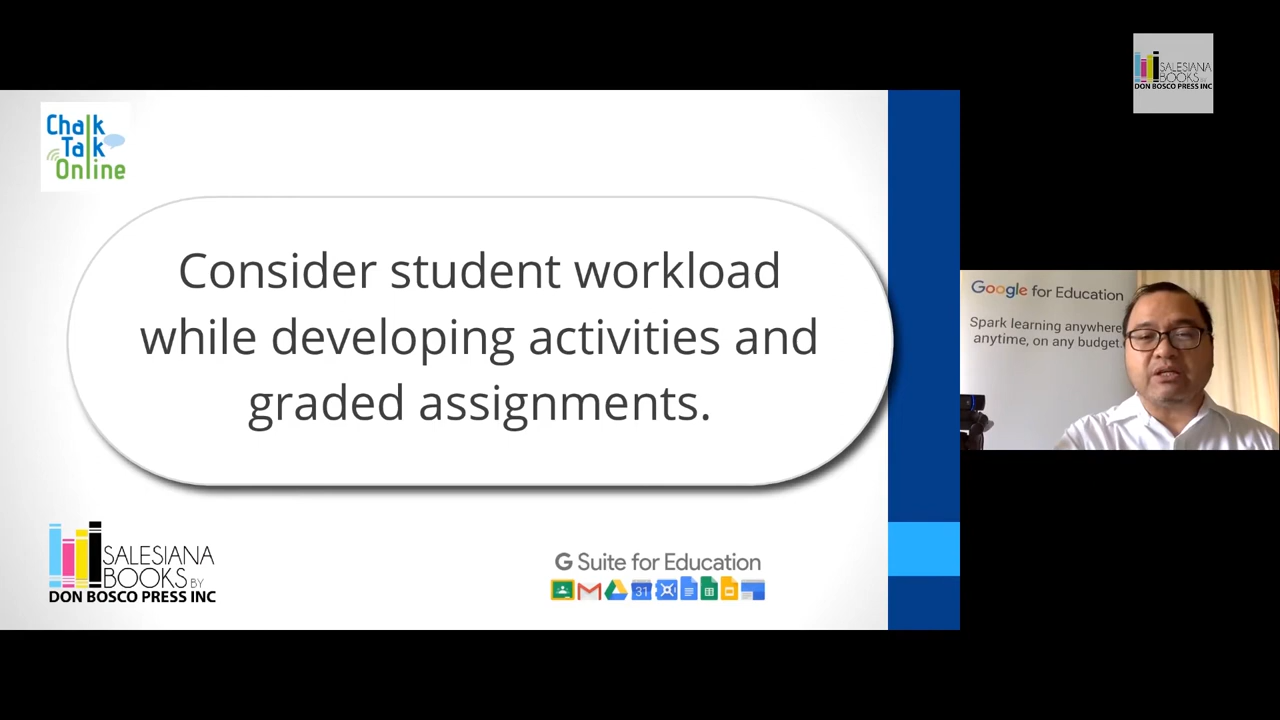 Chalk
Talk
Online
Consider student workload
while developing activities and
graded assignments.
SALESIANA
BOOKS BY
DON BOSCO PRESS INC
G Suite for Education
31
SALESIANA
BOOKS BY
DON BOSCO PRESS INC
Google for Education
Spark learning anywhere
anytime, on any budget.